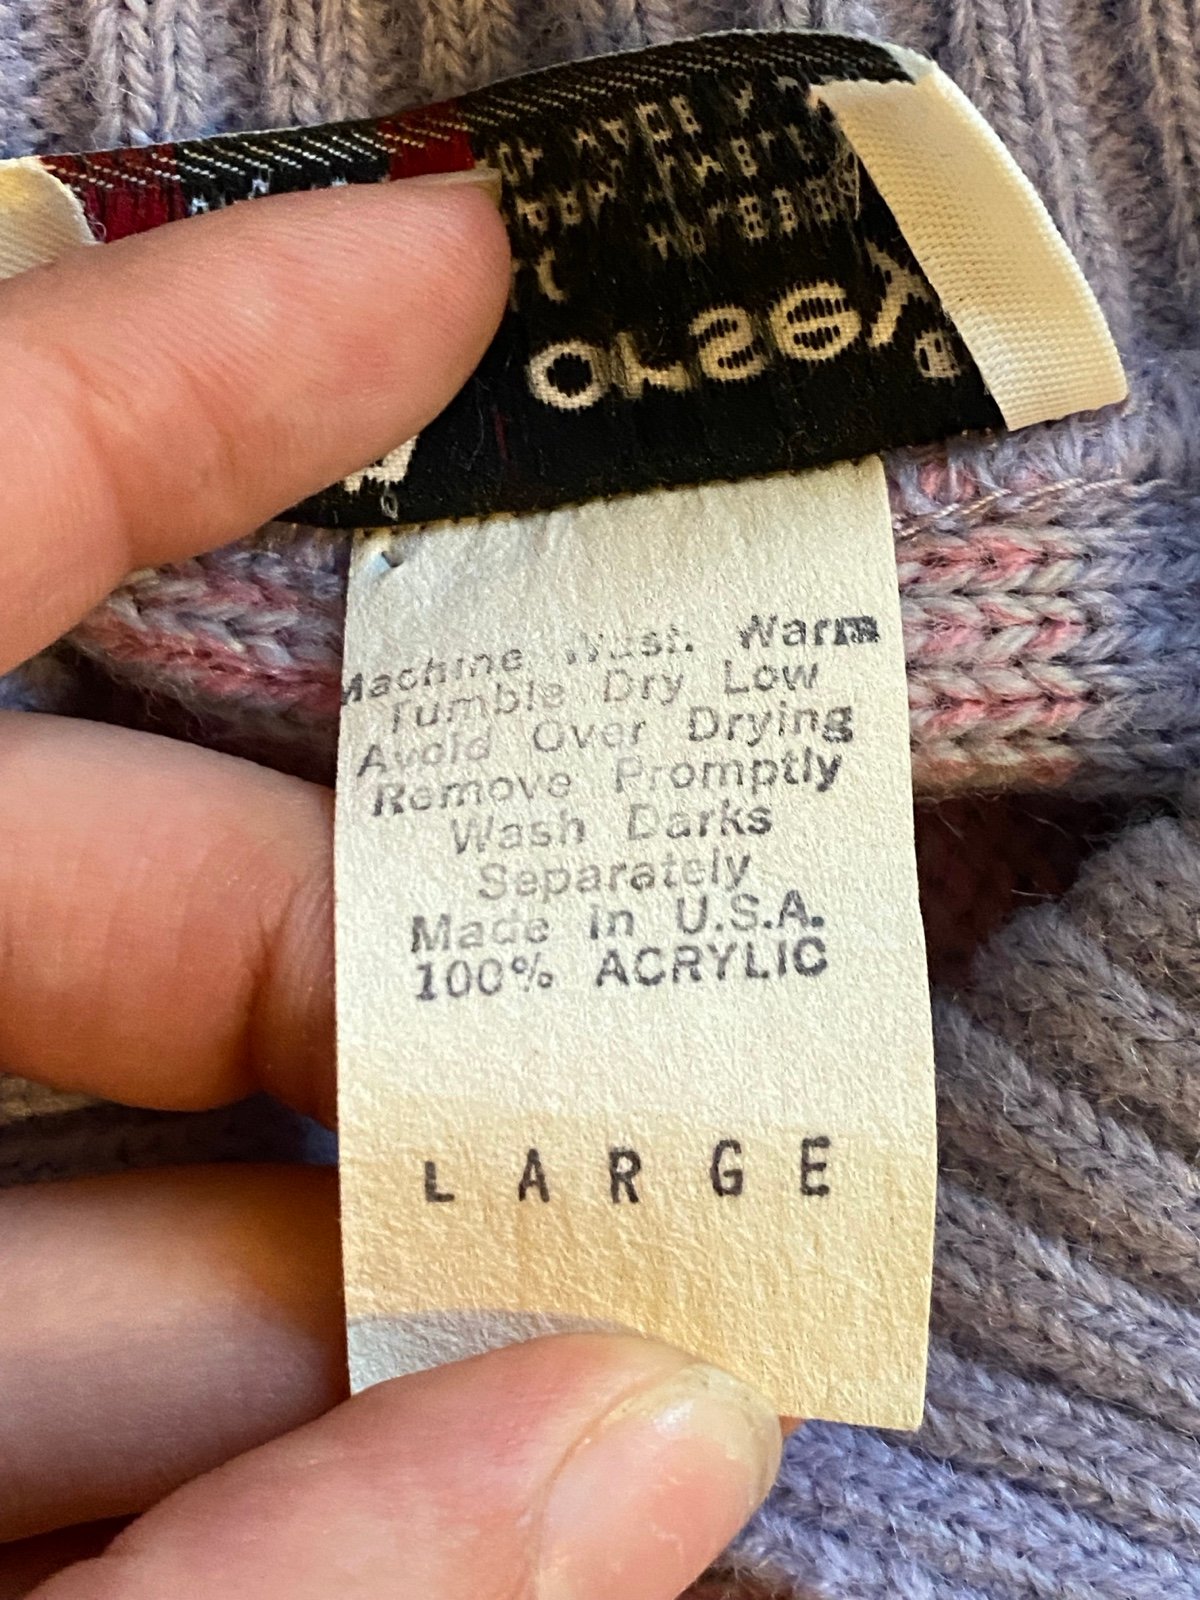 Machine Wash Warm
Tumble Dry Low
Avoid Over Drying
Remove Promptly
Wash Darks
Separately
Made in U.S.A.
100% ACRYLIC
LARGE